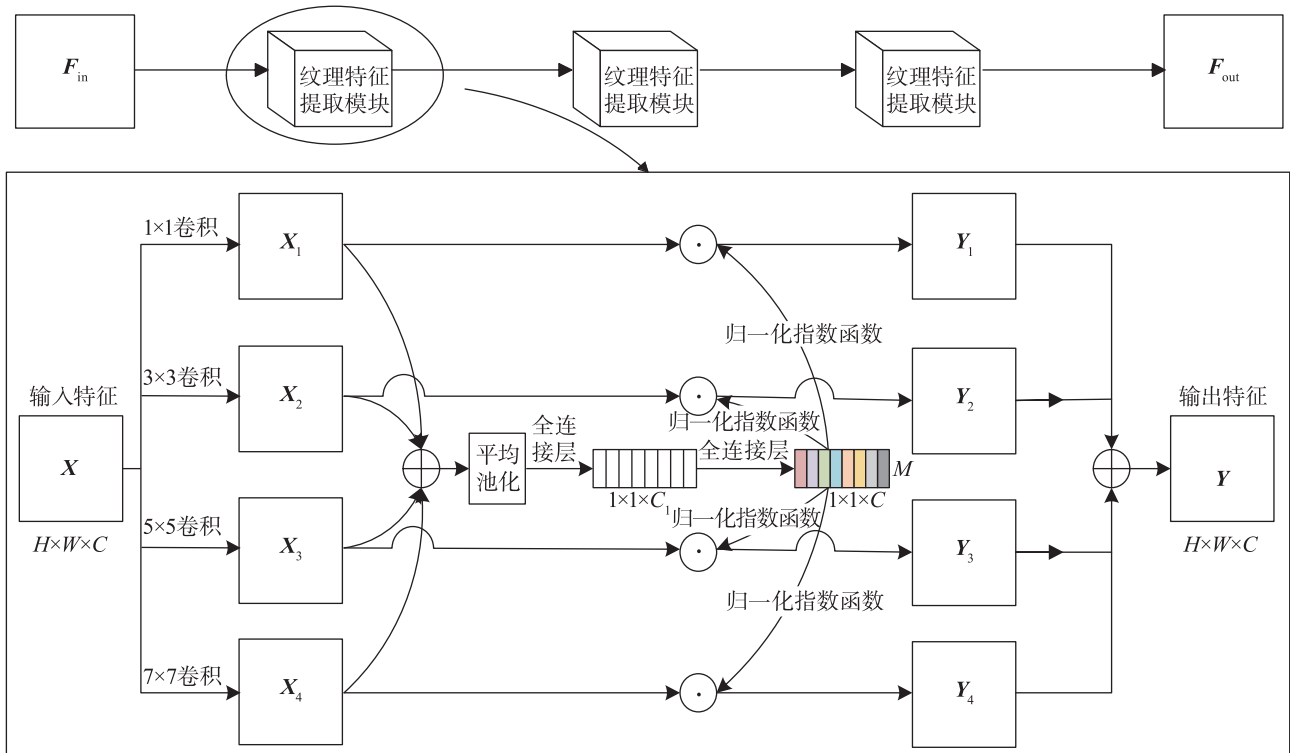 F_in
纹理特征
提取模块
纹理特征
提取模块
纹理特征
提取模块
F_out
1×1卷积
X_1
Y_1
归一化指数函数
输入特征
3×3卷积
X_2
Y_2
输出特征
归一化指数函数
X
全连
接层
平均
池化
全连接层
M
Y
1×1×C_1
1×1×C
H×W×C
5×5卷积
X_3
归一化指数函数
Y_3
H×W×C
归一化指数函数
7×7卷积
X_4
Y_4